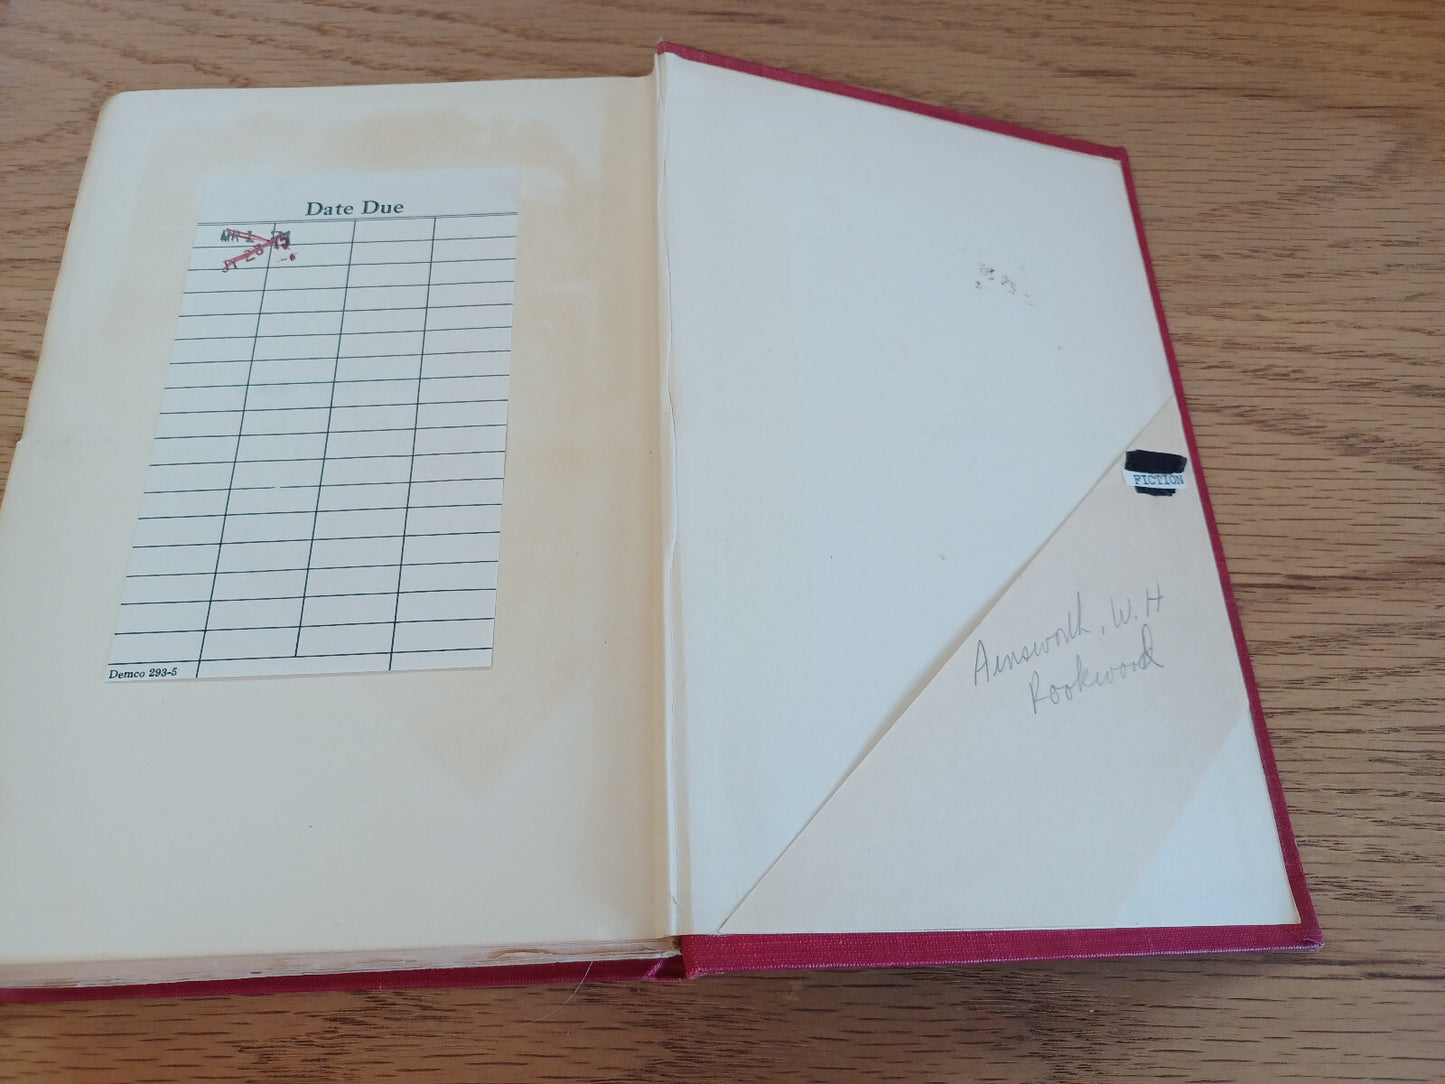 Date Due
Demco 293-5
FICTION
Ainsworth, W.H
Rookwood